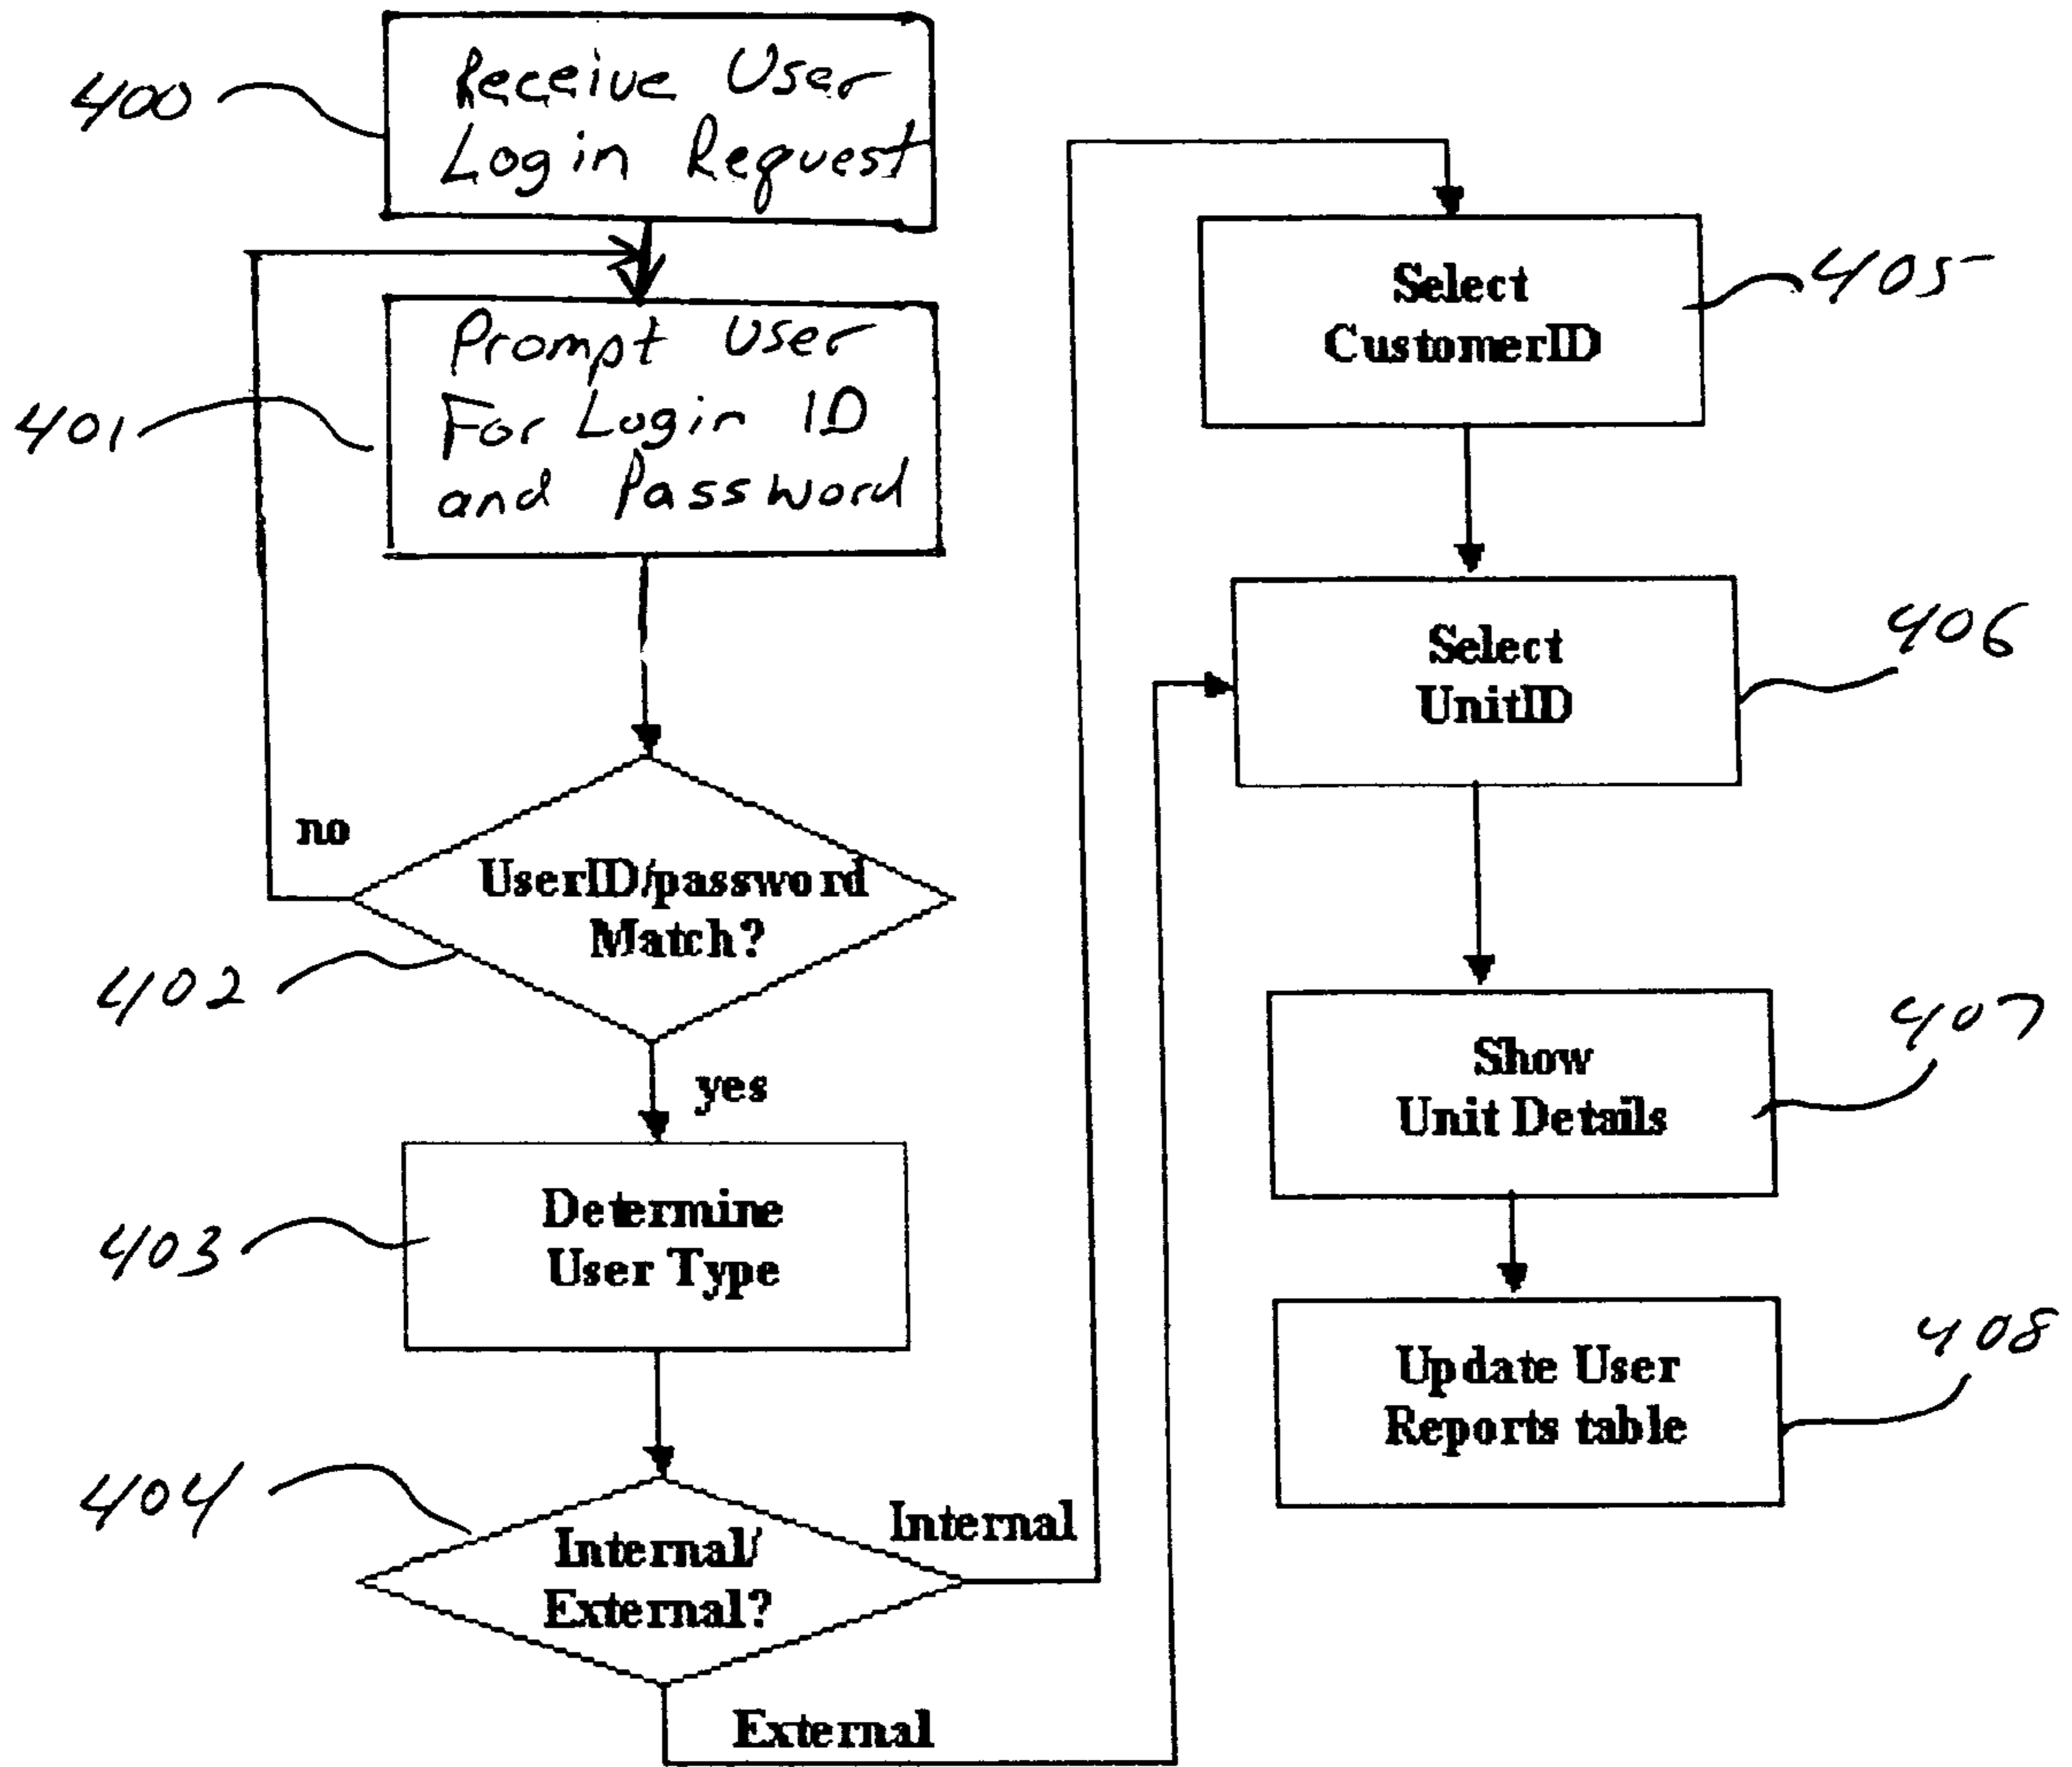 400
Receive User
Login Request
401
Prompt User
For Login ID
and Password
no
UserID/password
Match?
402
yes
403
Determine
User Type
404
Internal/
External?
Internal
External
Select
CustomerID
405
Select
UnitID
406
Show
Unit Details
407
Update User
Reports table
408